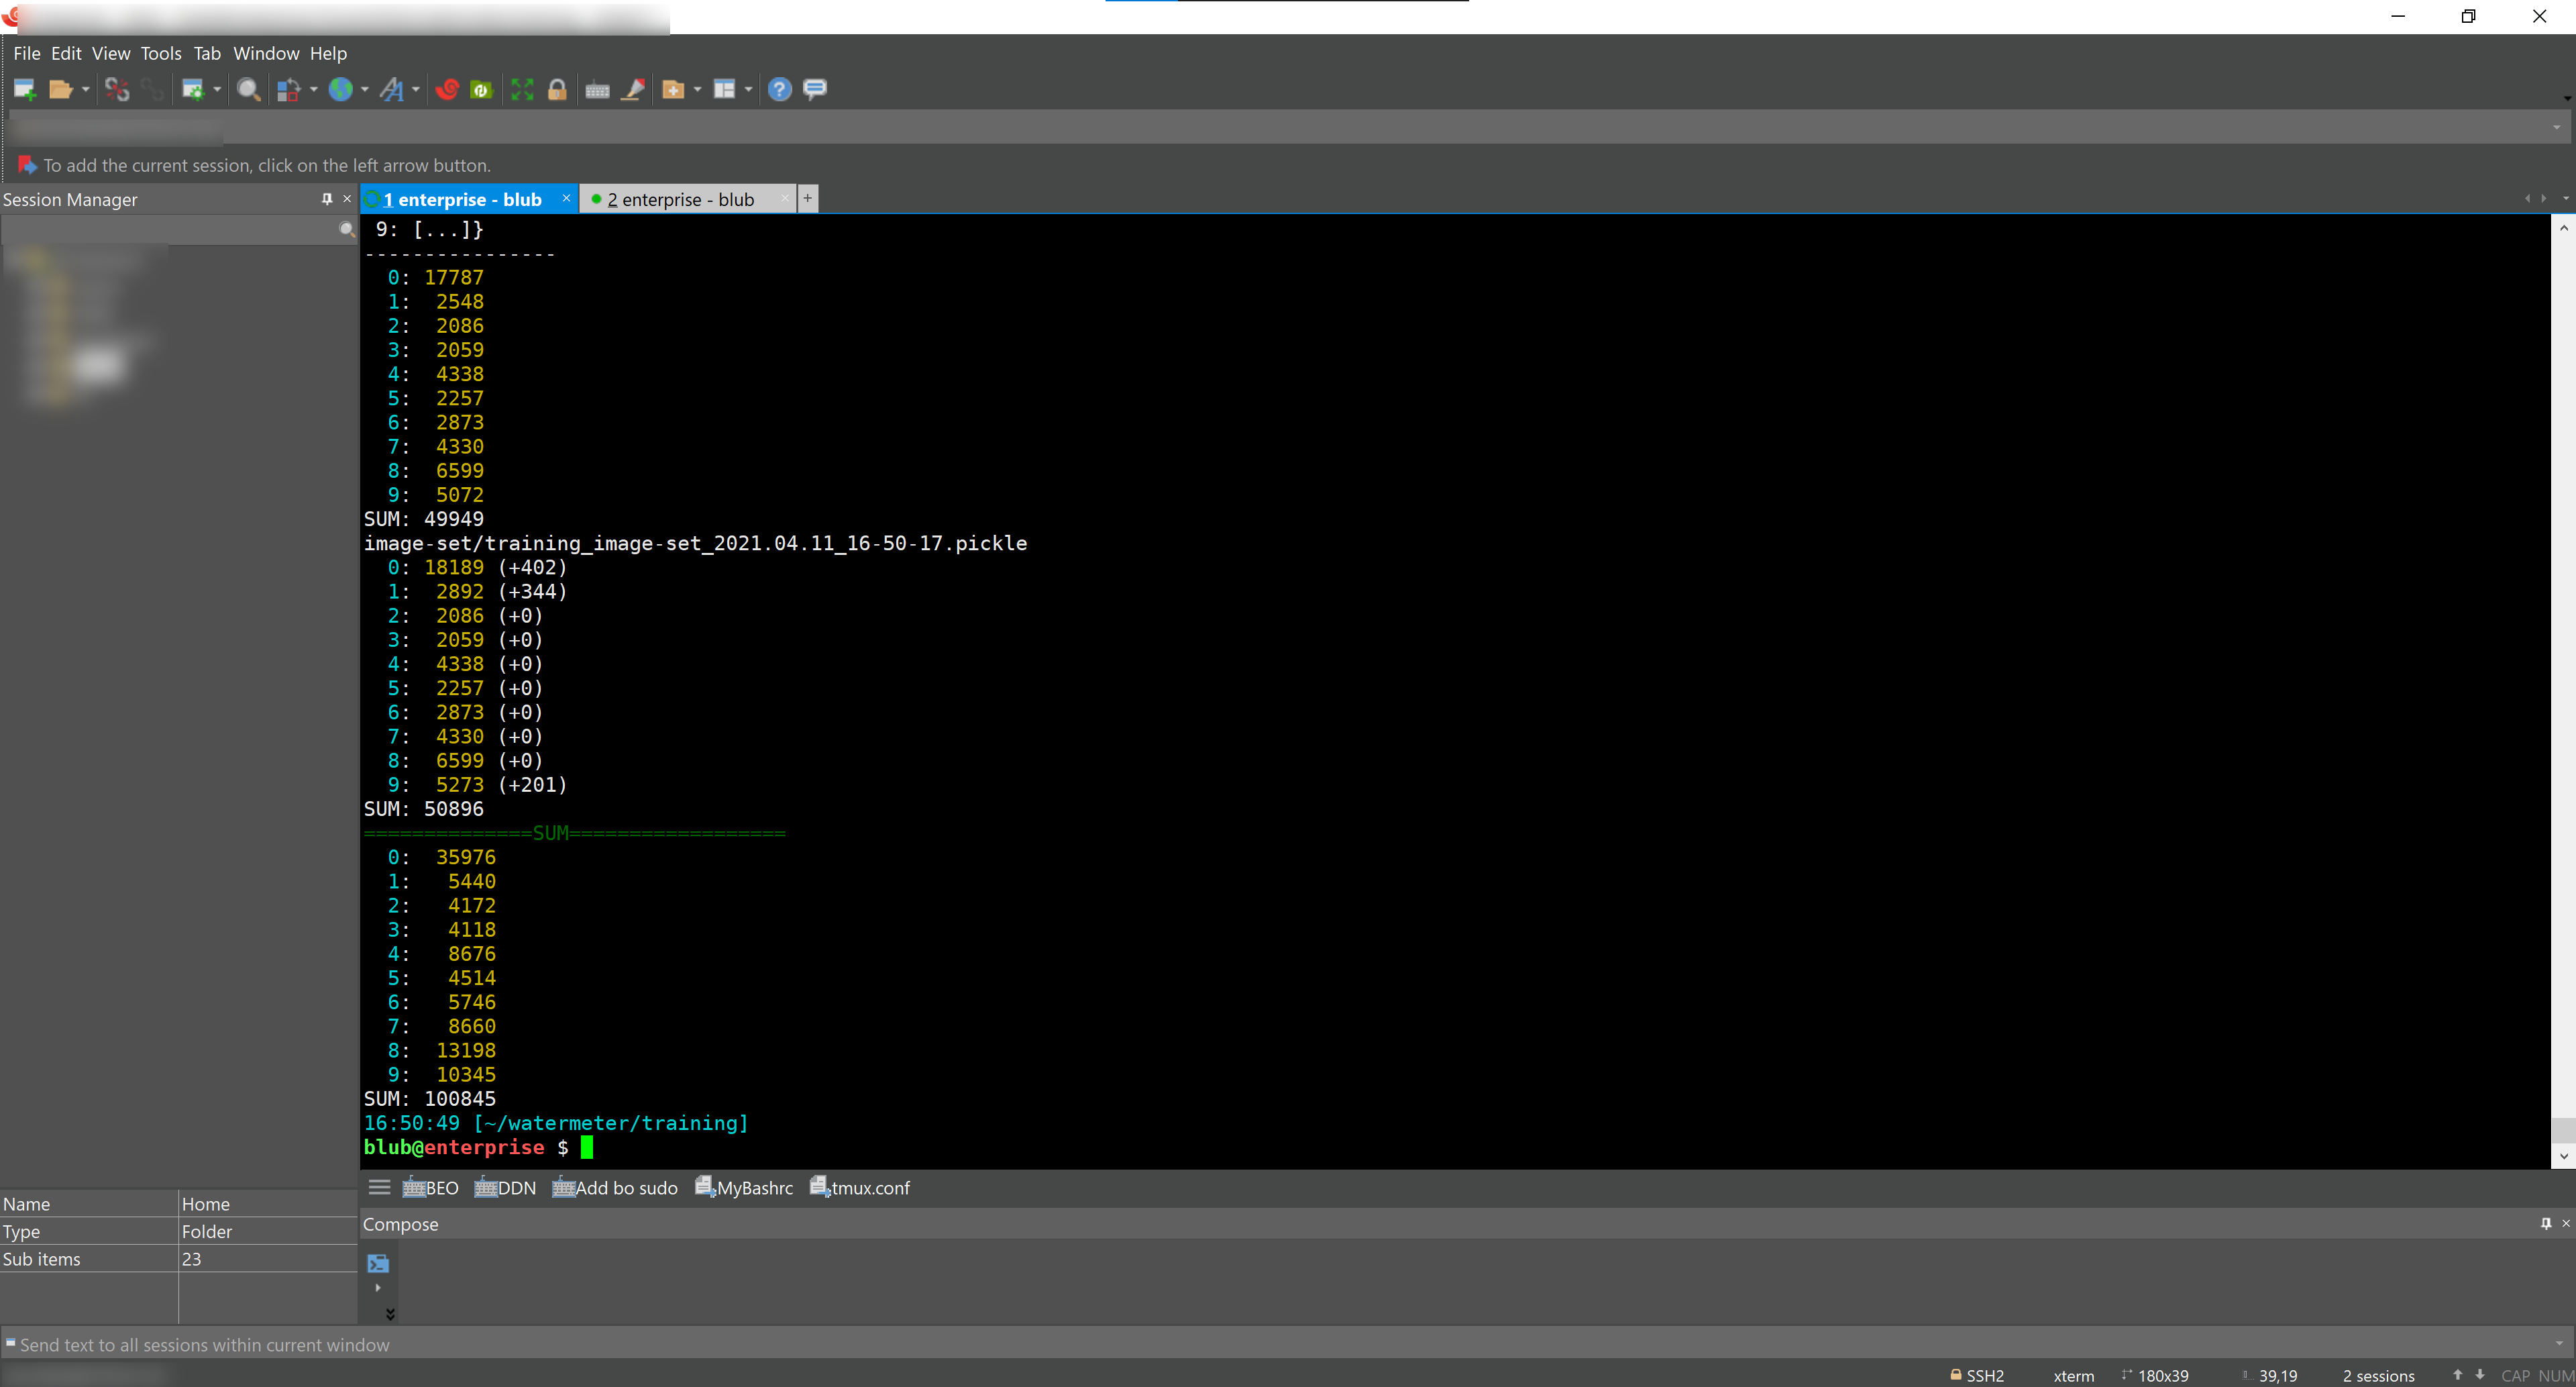 File Edit View Tools Tab Window Help
To add the current session, click on the left arrow button.
Session Manager
1 enterprise - blub
2 enterprise - blub
+
9: [...]}
----------------
0: 17787
1: 2548
2: 2086
3: 2059
4: 4338
5: 2257
6: 2873
7: 4330
8: 6599
9: 5072
SUM: 49949
image-set/training_image-set_2021.04.11_16-50-17.pickle
0: 18189 (+402)
1: 2892 (+344)
2: 2086 (+0)
3: 2059 (+0)
4: 4338 (+0)
5: 2257 (+0)
6: 2873 (+0)
7: 4330 (+0)
8: 6599 (+0)
9: 5273 (+201)
SUM: 50896
==============SUM==================
0: 35976
1: 5440
2: 4172
3: 4118
4: 8676
5: 4514
6: 5746
7: 8660
8: 13198
9: 10345
SUM: 100845
16:50:49 [~/watermeter/training]
blub@enterprise $
BEO DDN Add bo sudo MyBashrc tmux.conf
Name Home
Type Folder
Sub items 23
Compose
Send text to all sessions within current window
SSH2 xterm 180x39 39,19 2 sessions CAP NUM